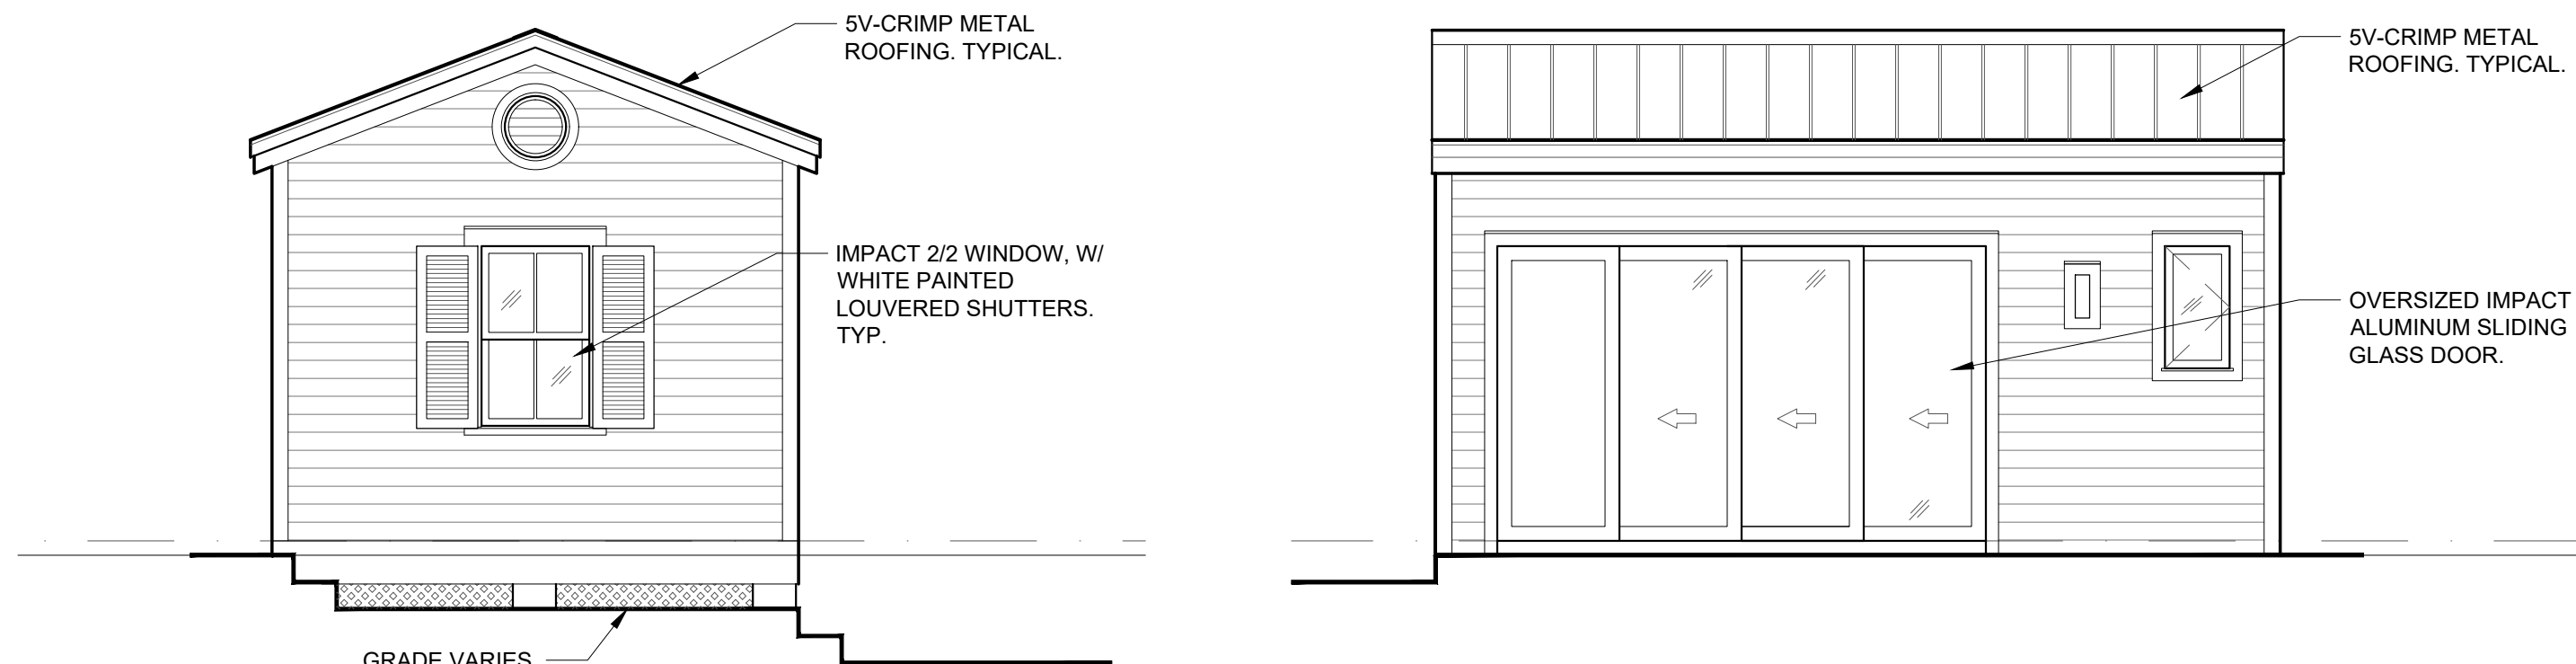 5V-CRIMP METAL
ROOFING. TYPICAL.
IMPACT 2/2 WINDOW, W/
WHITE PAINTED
LOUVERED SHUTTERS.
TYP.
GRADE VARIES
5V-CRIMP METAL
ROOFING. TYPICAL.
OVERSIZED IMPACT
ALUMINUM SLIDING
GLASS DOOR.